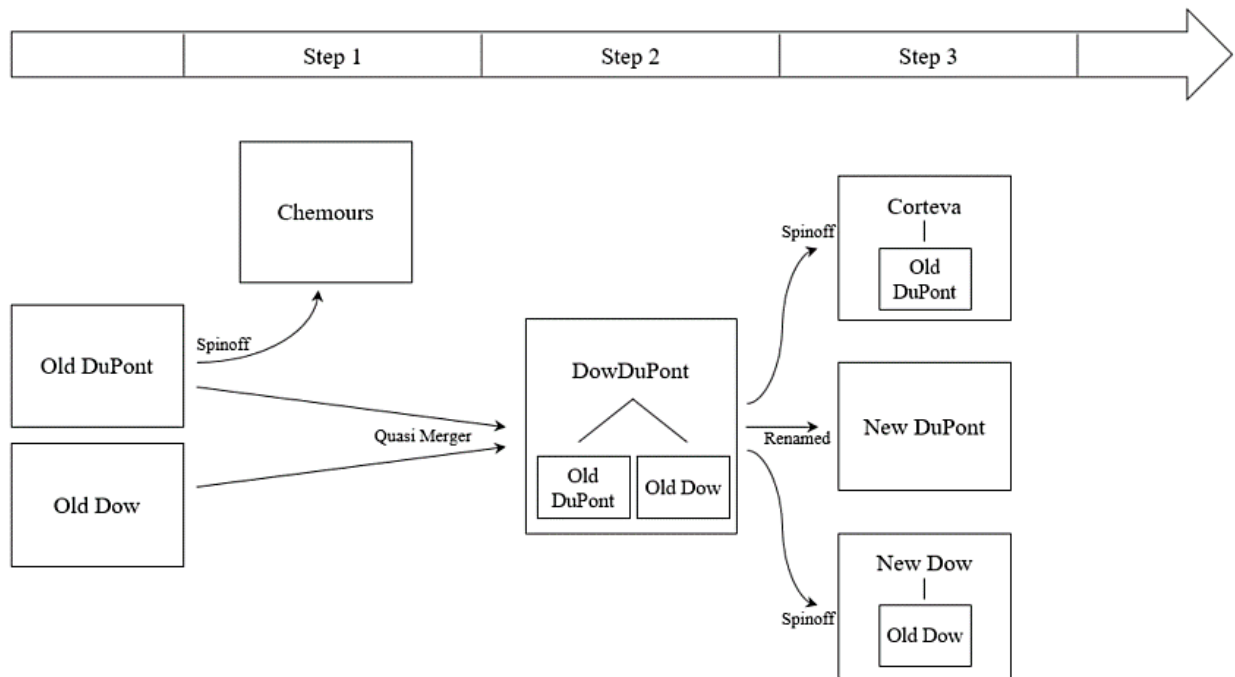 Step 1
Step 2
Step 3
Chemours
Corteva
Old
DuPont
Spinoff
Old DuPont
Spinoff
Quasi Merger
Old Dow
DowDuPont
Old
DuPont
Old Dow
Renamed
New DuPont
New Dow
Old Dow
Spinoff